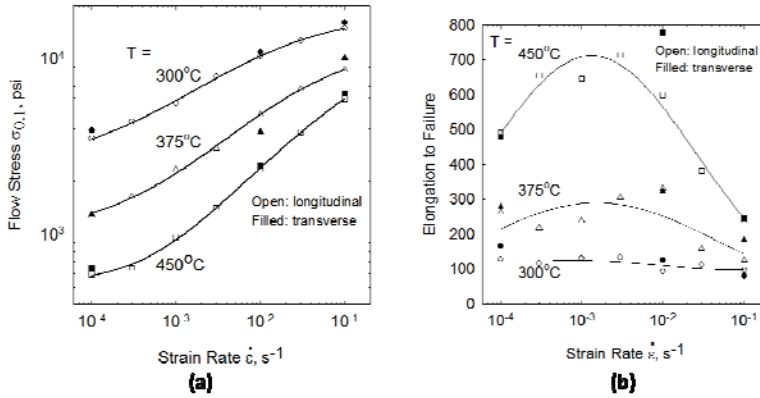 (a)
T =
300°C
375°C
450°C
Open: longitudinal
Filled: transverse
10⁴
10³
Flow Stress σ0.1, psi
10⁻⁴ 10⁻³ 10⁻² 10⁻¹
Strain Rate ċ, s⁻¹
(a)
b)
T =
450°C
Open: longitudinal
Filled: transverse
375°C
300°C
800
700
600
500
400
300
200
100
0
Elongation to Failure
10⁻⁴ 10⁻³ 10⁻² 10⁻¹
Strain Rate ẋ, s⁻¹
(b)